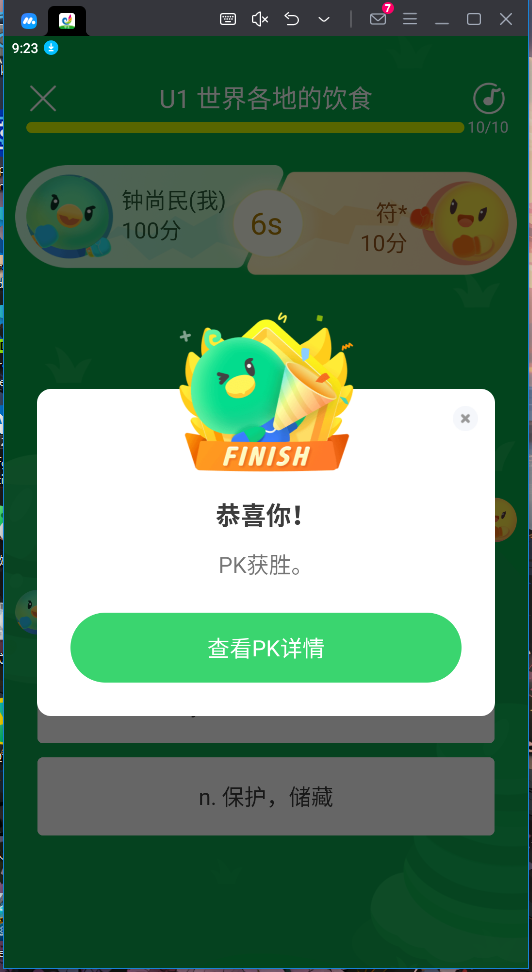 7
9:23
U1 世界各地的饮食
10/10
钟尚民(我)
100分
6s
符*
10分
FINISH
恭喜你！
PK获胜。
查看PK详情
n. 保护，储藏